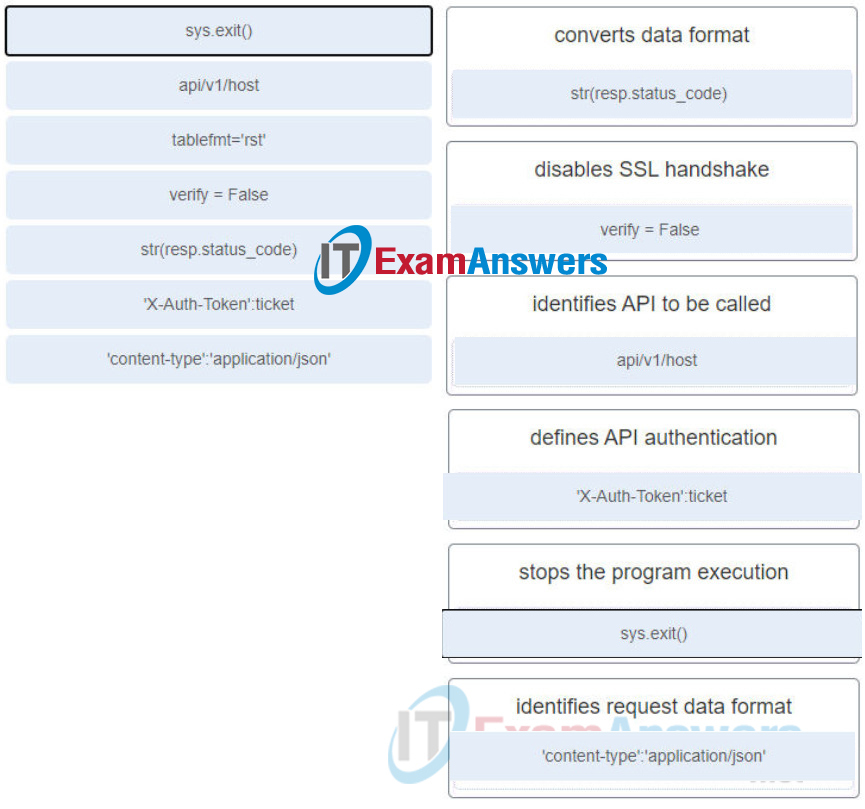 sys.exit()
api/v1/host
tablefmt='rst'
verify = False
str(resp.status_code)
'X-Auth-Token':ticket
'content-type':'application/json'
converts data format
str(resp.status_code)
disables SSL handshake
verify = False
ITExamAnswers
identifies API to be called
api/v1/host
defines API authentication
'X-Auth-Token':ticket
stops the program execution
sys.exit()
identifies request data format
ITExamAnswers
'content-type':'application/json'